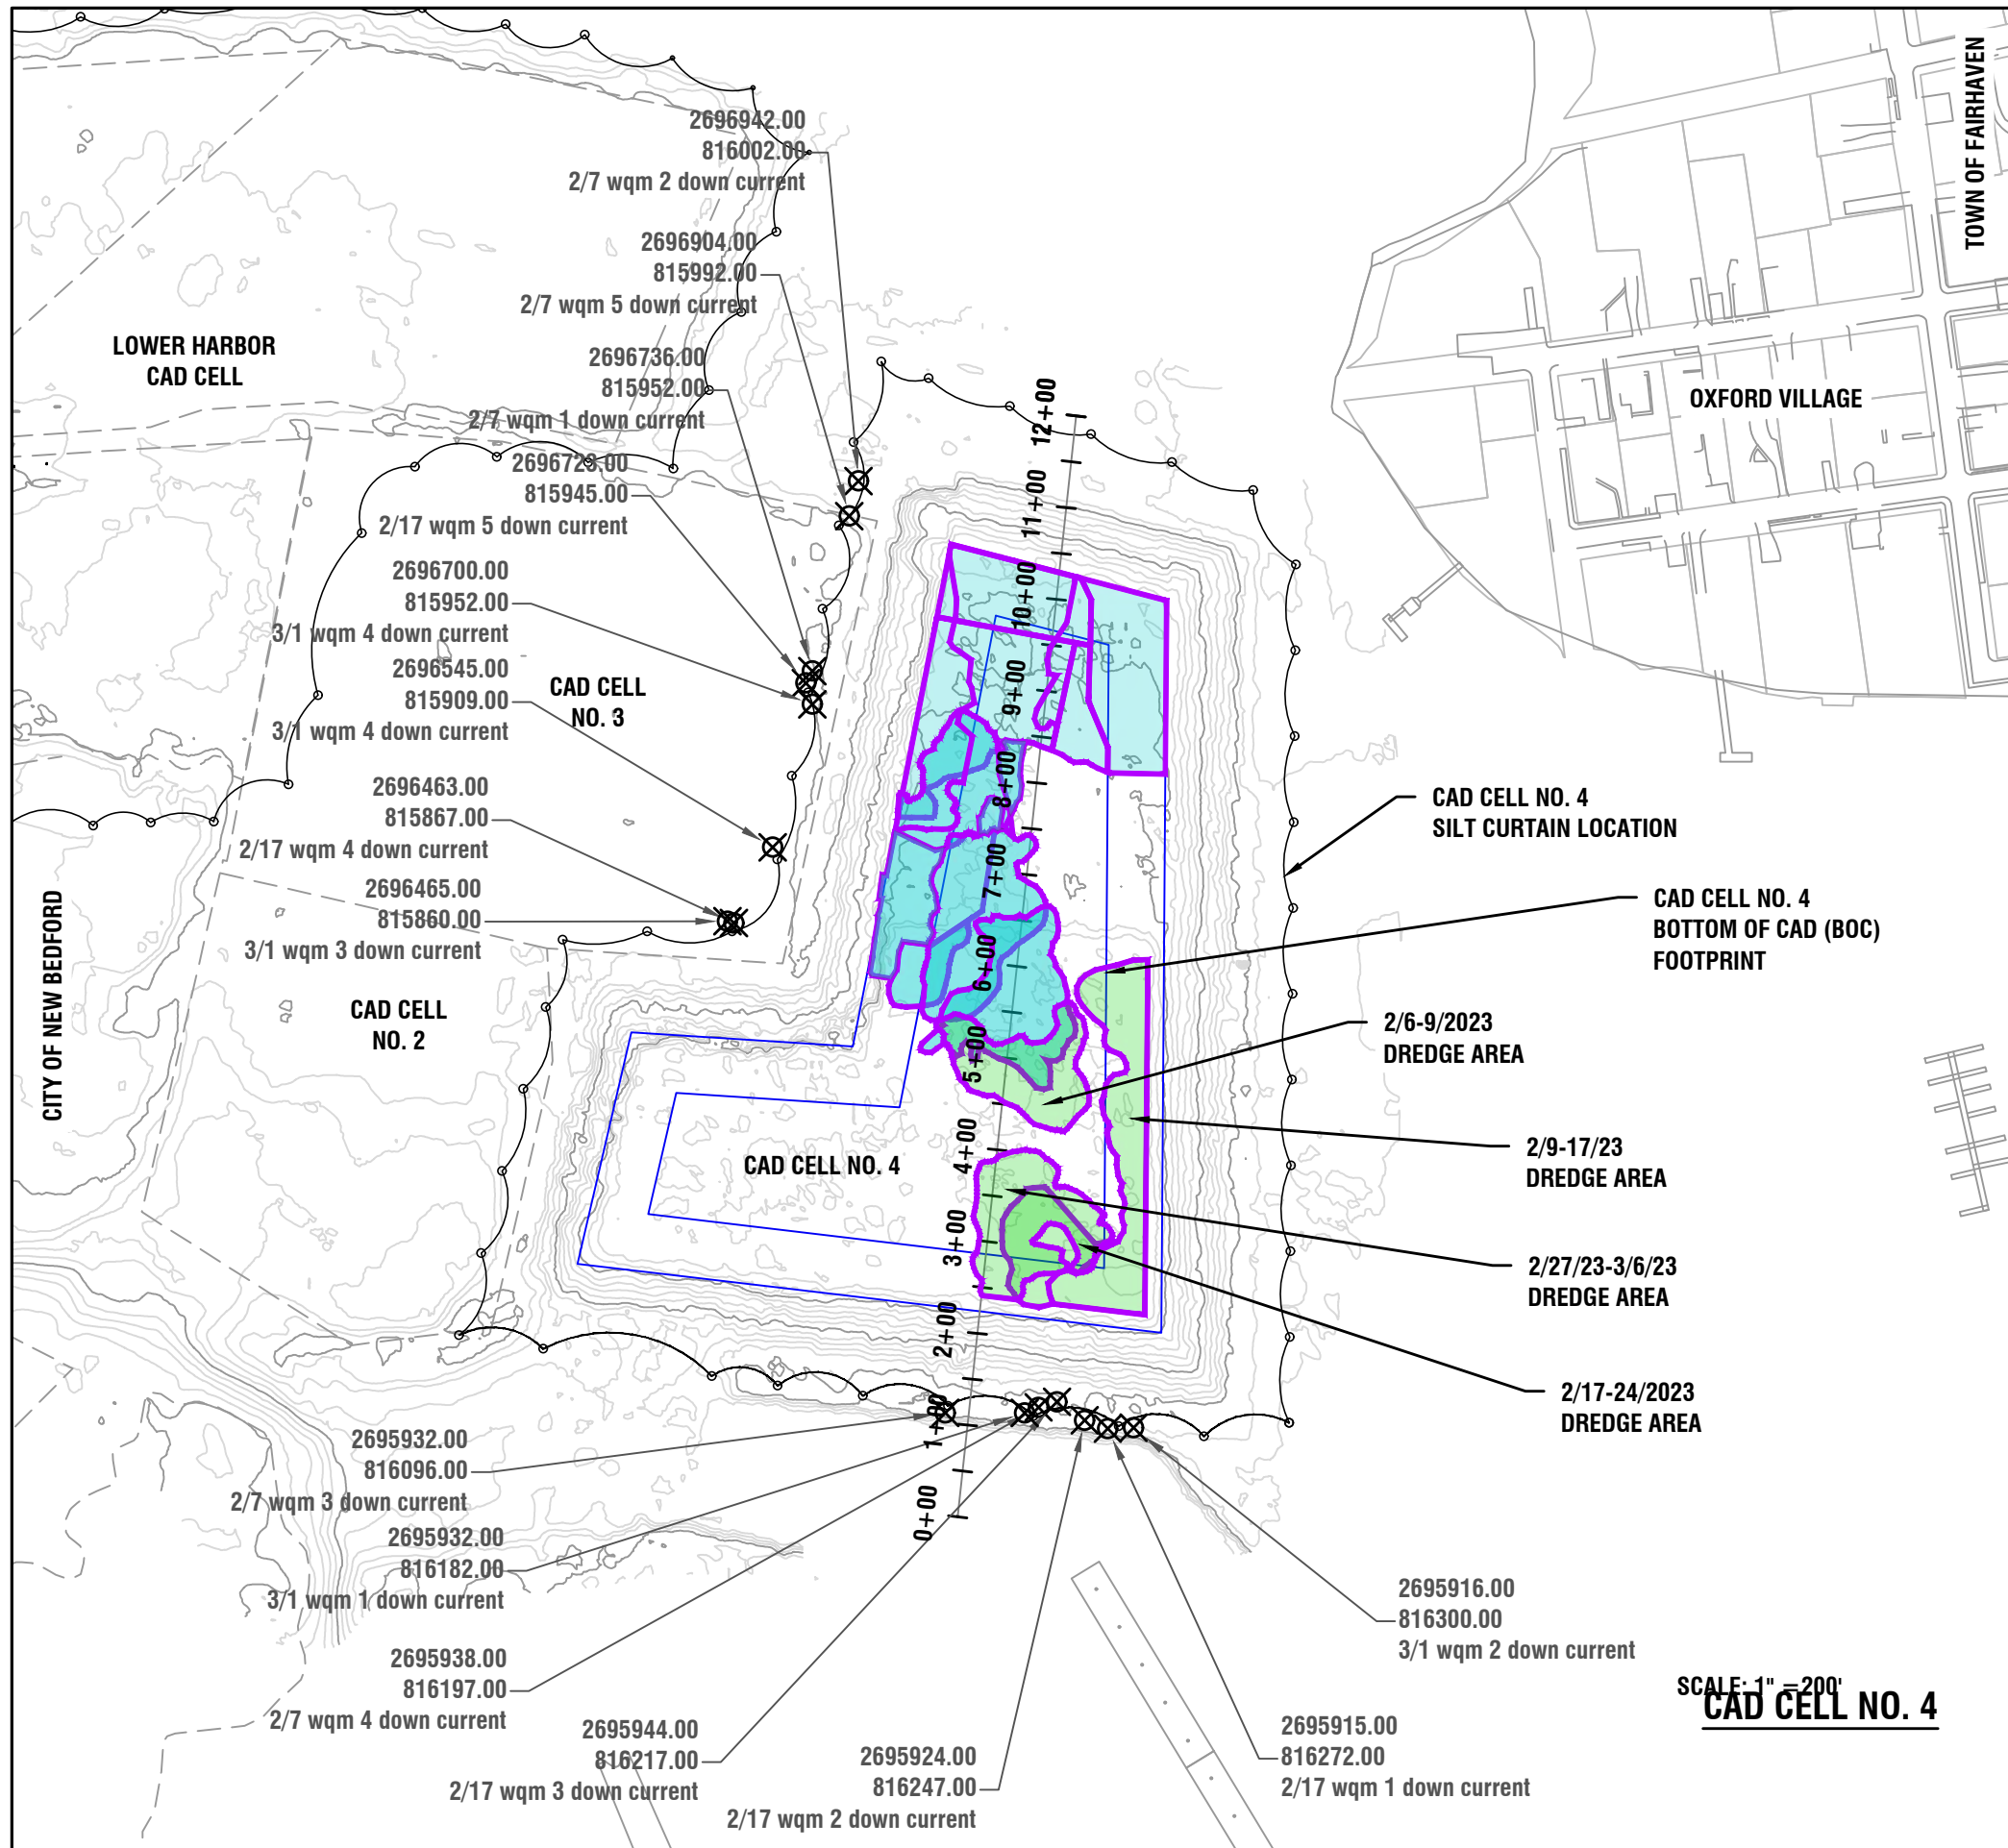 TOWN OF FAIRHAVEN
2696942.00
816002.00
2/7 wqm 2 down current
2696904.00
815992.00
2/7 wqm 5 down current
LOWER HARBOR
CAD CELL
2696736.00
815952.00
2/7 wqm 1 down current
OXFORD VILLAGE
2696729.00
815945.00
2/17 wqm 5 down current
2696700.00
815952.00
3/1 wqm 4 down current
2696545.00
815909.00
3/1 wqm 4 down current
CAD CELL
NO. 3
2696463.00
815867.00
2/17 wqm 4 down current
2696465.00
815860.00
3/1 wqm 3 down current
CITY OF NEW BEDFORD
CAD CELL
NO. 2
12+00
11+00
10+00
9+00
8+00
7+00
6+00
5+00
4+00
3+00
2+00
1+00
0+00
CAD CELL NO. 4
SILT CURTAIN LOCATION
CAD CELL NO. 4
BOTTOM OF CAD (BOC)
FOOTPRINT
2/6-9/2023
DREDGE AREA
2/9-17/23
DREDGE AREA
CAD CELL NO. 4
2/27/23-3/6/23
DREDGE AREA
2/17-24/2023
DREDGE AREA
2695932.00
816096.00
2/7 wqm 3 down current
2695932.00
816182.00
3/1 wqm 1 down current
2695938.00
816197.00
2/7 wqm 4 down current
2695944.00
816217.00
2/17 wqm 3 down current
2695924.00
816247.00
2/17 wqm 2 down current
2695915.00
816272.00
2/17 wqm 1 down current
2695916.00
816300.00
3/1 wqm 2 down current
SCALE: 1" =200'
CAD CELL NO. 4